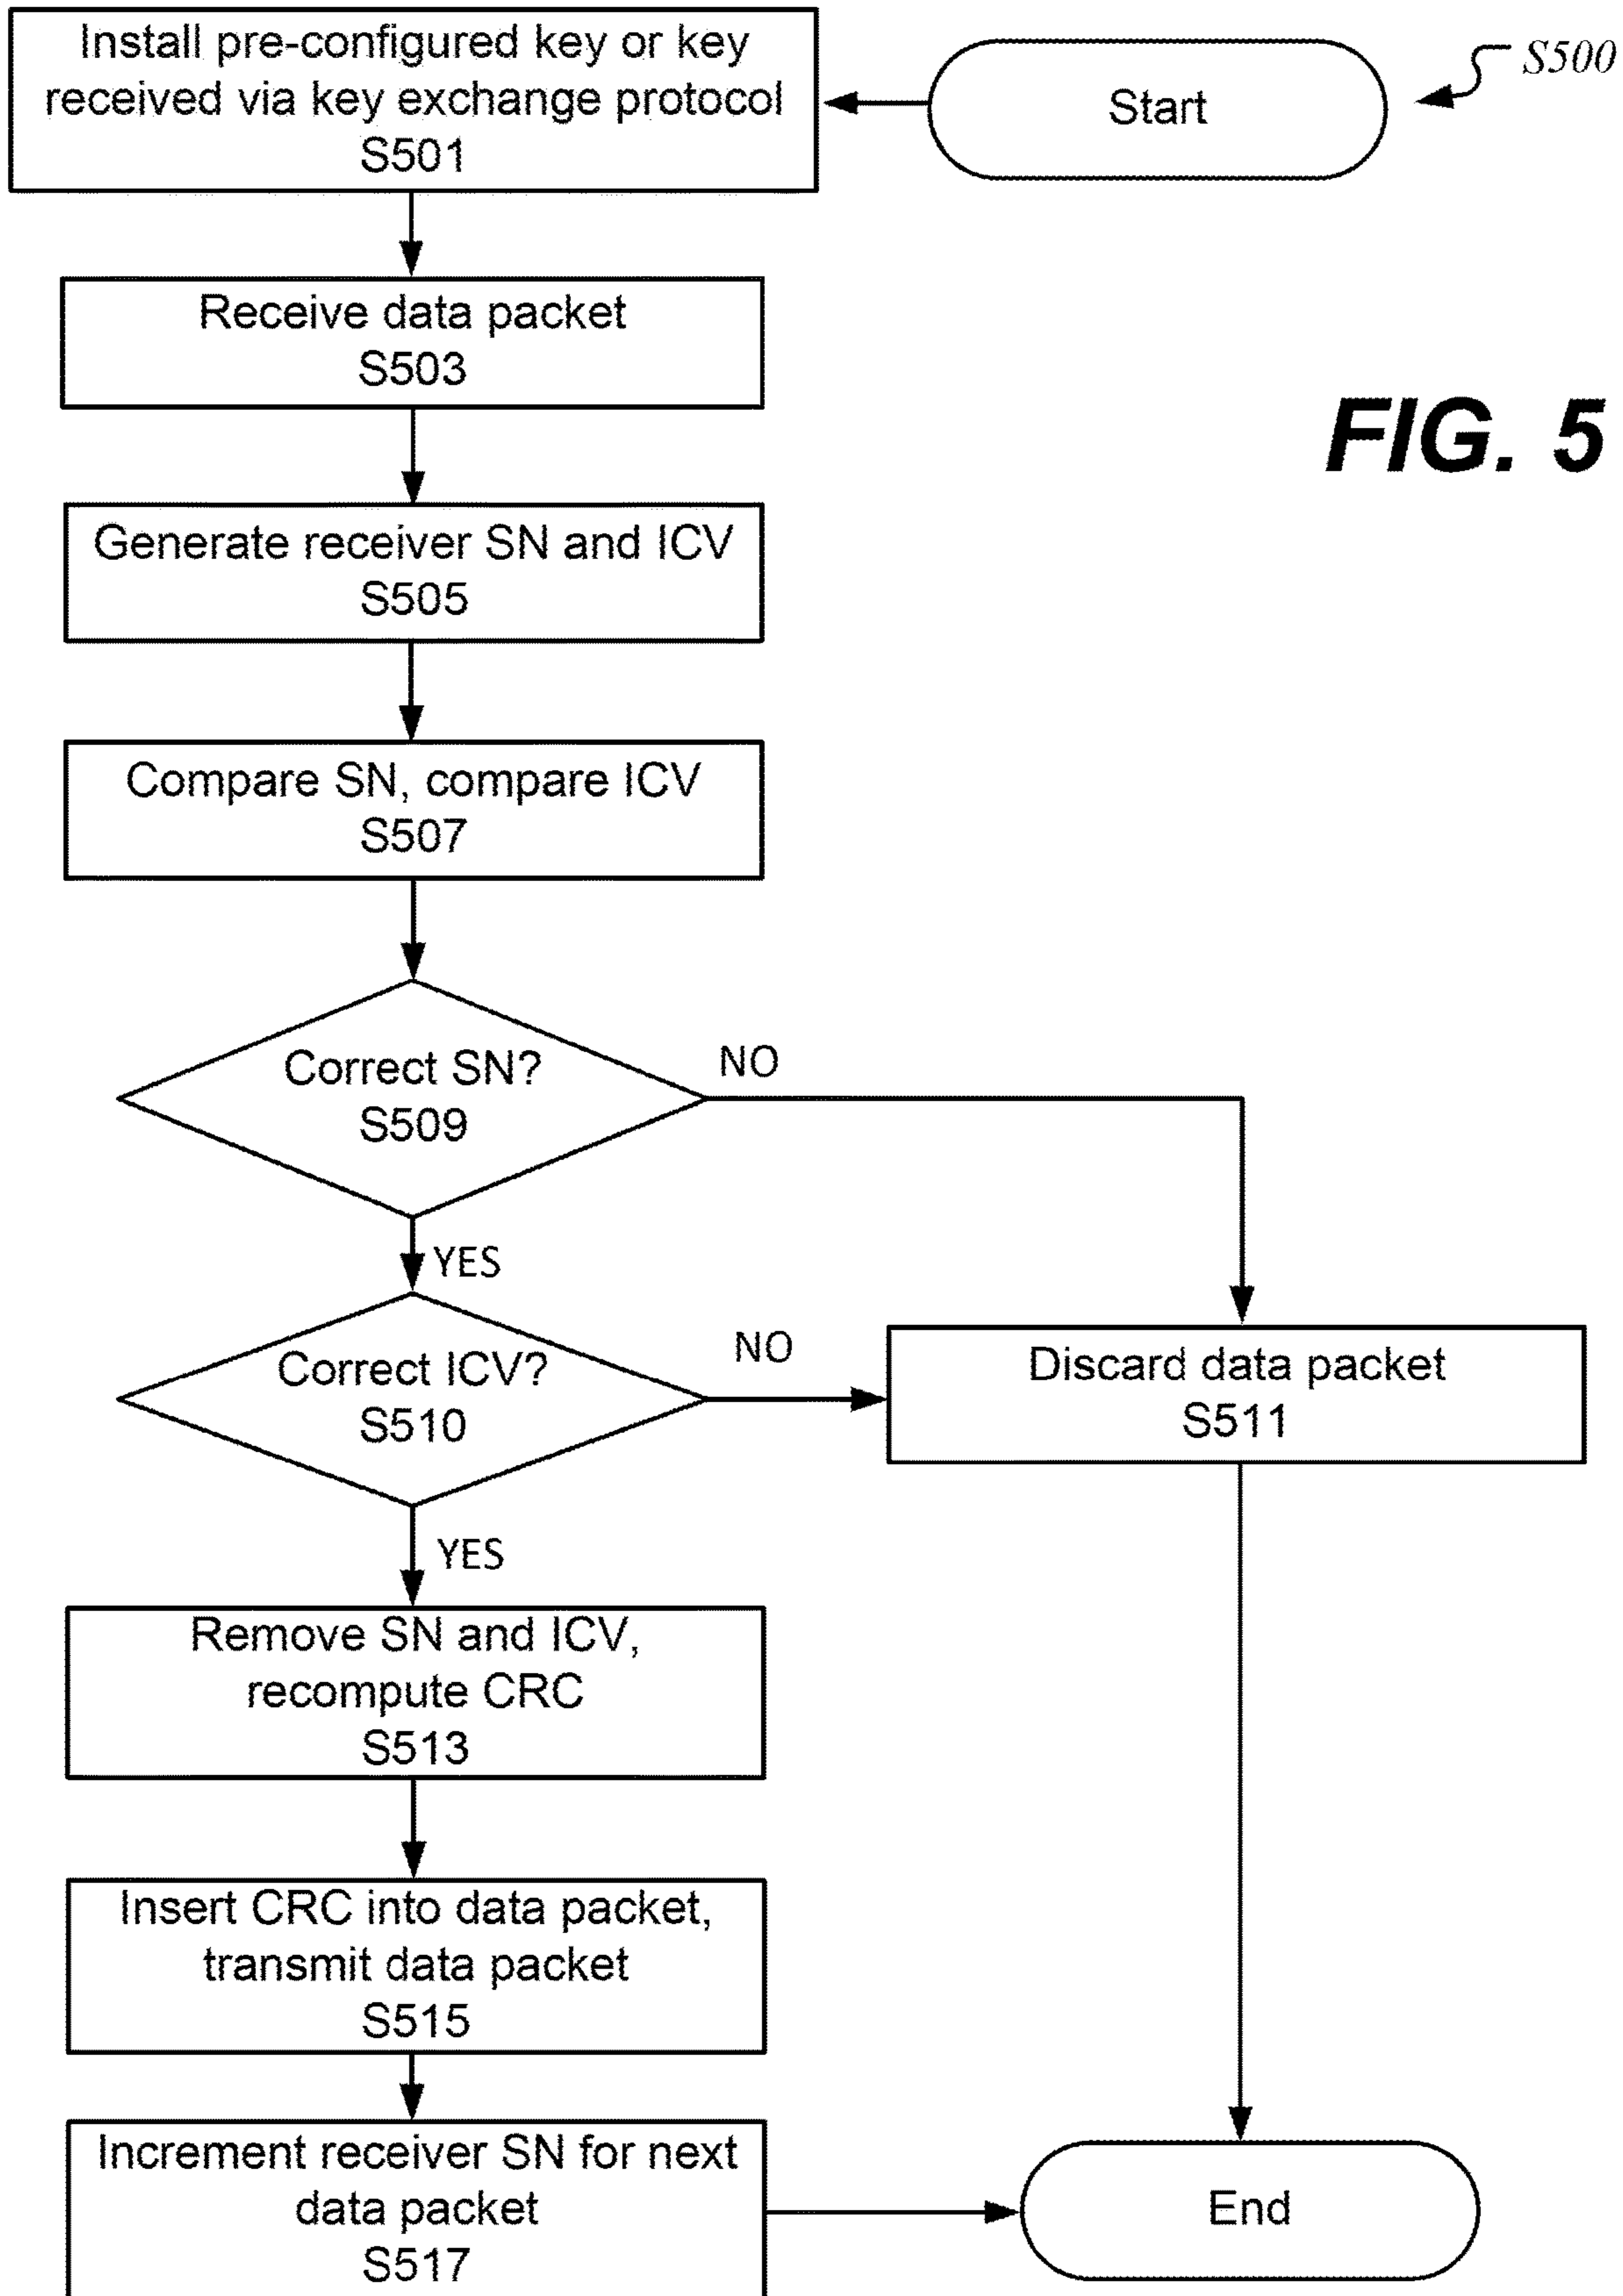 Install pre-configured key or key
received via key exchange protocol
S501
Start
S500
Receive data packet
S503
FIG. 5
Generate receiver SN and ICV
S505
Compare SN, compare ICV
S507
Correct SN?
S509
NO
YES
Correct ICV?
S510
NO
Discard data packet
S511
YES
Remove SN and ICV,
recompute CRC
S513
Insert CRC into data packet,
transmit data packet
S515
Increment receiver SN for next
data packet
S517
End